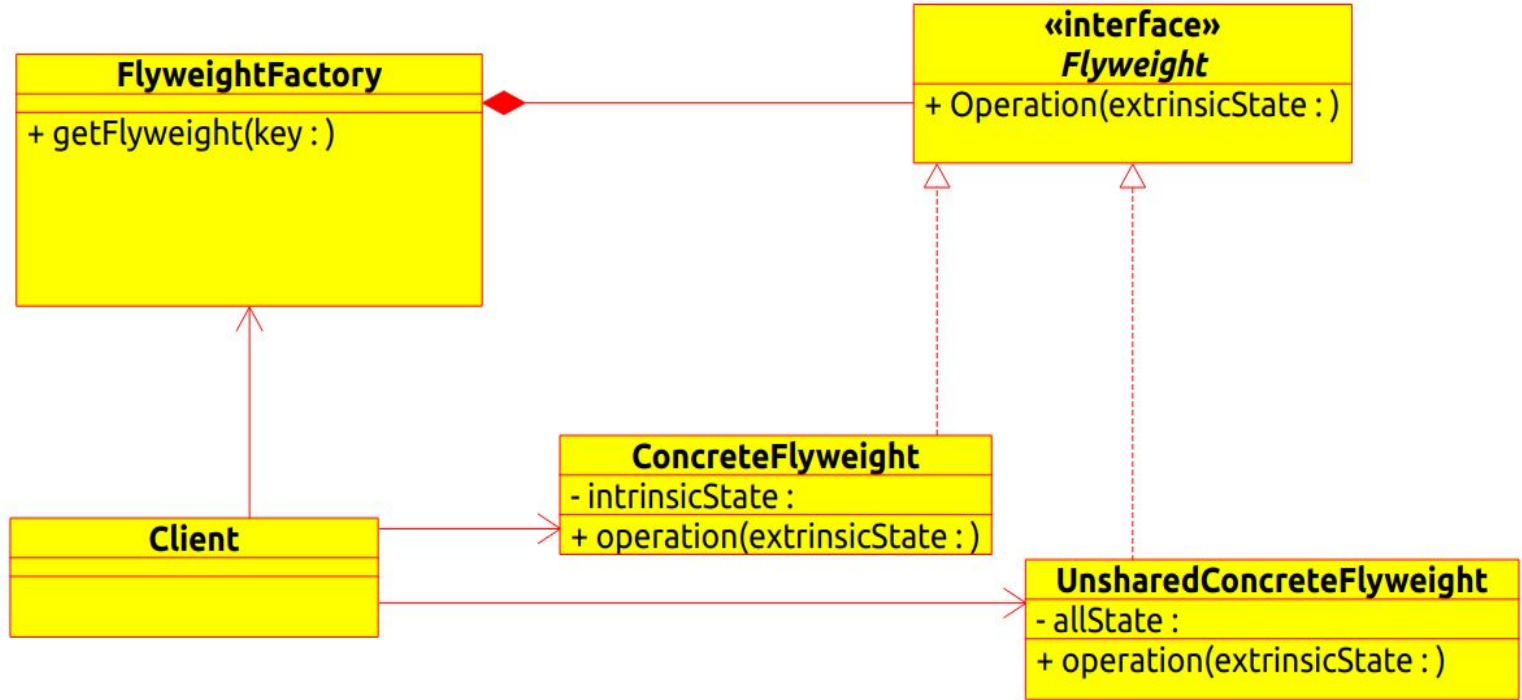 FlyweightFactory
+ getFlyweight(key : )
«interface»
Flyweight
+ Operation(extrinsicState : )
ConcreteFlyweight
- intrinsicState :
+ operation(extrinsicState : )
Client
UnsharedConcreteFlyweight
- allState :
+ operation(extrinsicState : )